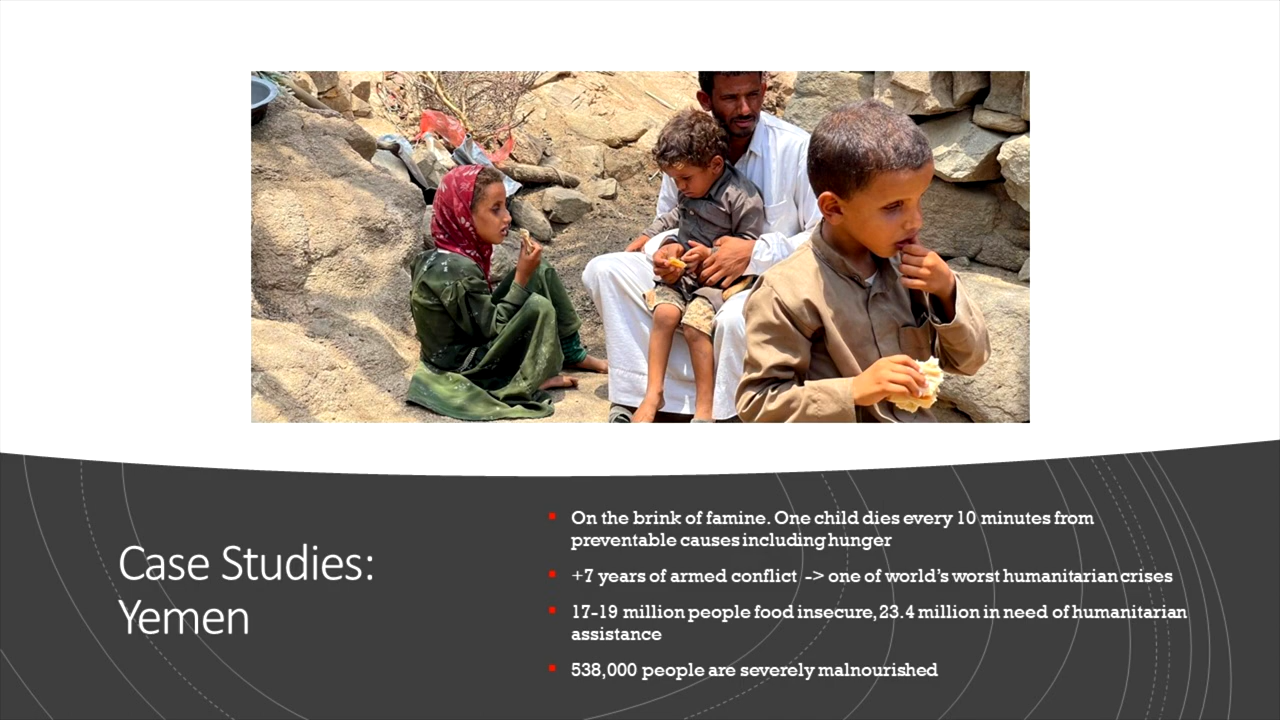 Case Studies:
Yemen
On the brink of famine. One child dies every 10 minutes from
preventable causes including hunger
+7 years of armed conflict -> one of world’s worst humanitarian crises
17-19 million people food insecure, 23.4 million in need of humanitarian
assistance
538,000 people are severely malnourished